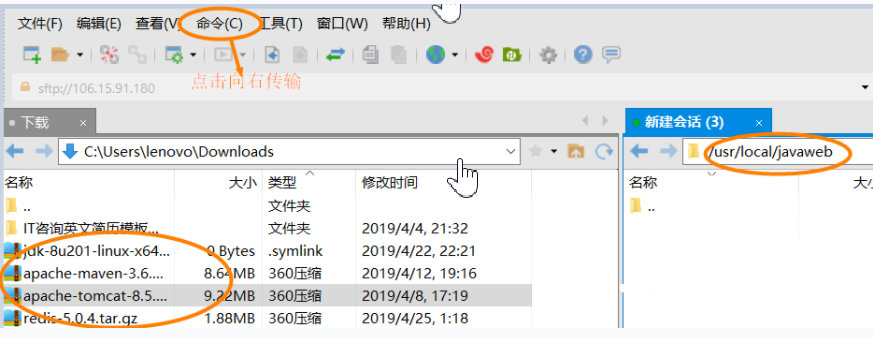 文件(F) 编辑(E) 查看(V) 命令(C) 工具(T) 窗口(W) 帮助(H)
sftp://106.15.91.180
点击向右传输
下载 ×
新建会话 (3) ×
C:\Users\lenovo\Downloads
/usr/local/javaweb
名称 大小 类型 修改时间
名称 大小
.. 文件夹
..
IT咨询英文简历模板... 文件夹 2019/4/4, 21:32
jdk-8u201-linux-x64... 0 Bytes .symlink 2019/4/22, 22:21
apache-maven-3.6.... 8.64MB 360压缩 2019/4/12, 19:16
apache-tomcat-8.5.... 9.22MB 360压缩 2019/4/8, 17:19
redis-5.0.4.tar.gz 1.88MB 360压缩 2019/4/25, 1:18